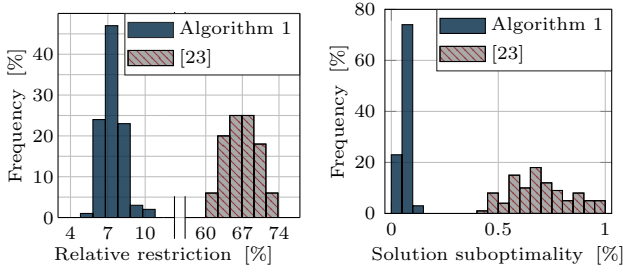 Algorithm 1
[23]
40
20
0
Frequency [%]
4 7 10 60 67 74
Relative restriction [%]
80
60
40
20
0
Algorithm 1
[23]
Frequency [%]
0 0.5 1
Solution suboptimality [%]